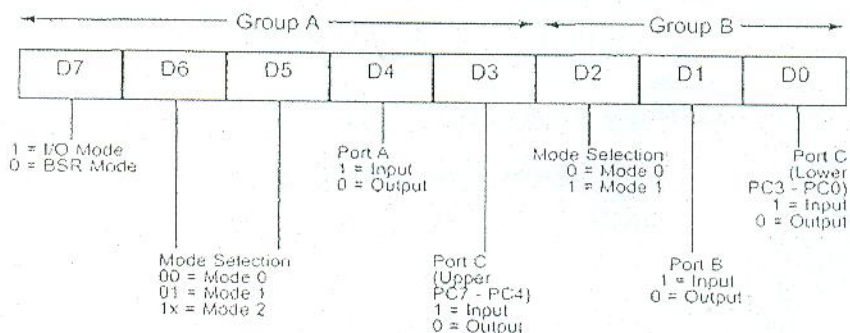 Group A
Group B
D7 D6 D5 D4 D3 D2 D1 D0
1 = I/O Mode
0 = BSR Mode
Port A
1 = Input
0 = Output
Mode Selection
0 = Mode 0
1 = Mode 1
Port C
(Lower
PC3 - PC0)
1 = Input
0 = Output
Mode Selection
00 = Mode 0
01 = Mode 1
1x = Mode 2
Port C
(Upper
PC7 - PC4)
1 = Input
0 = Output
Port B
1 = Input
0 = Output